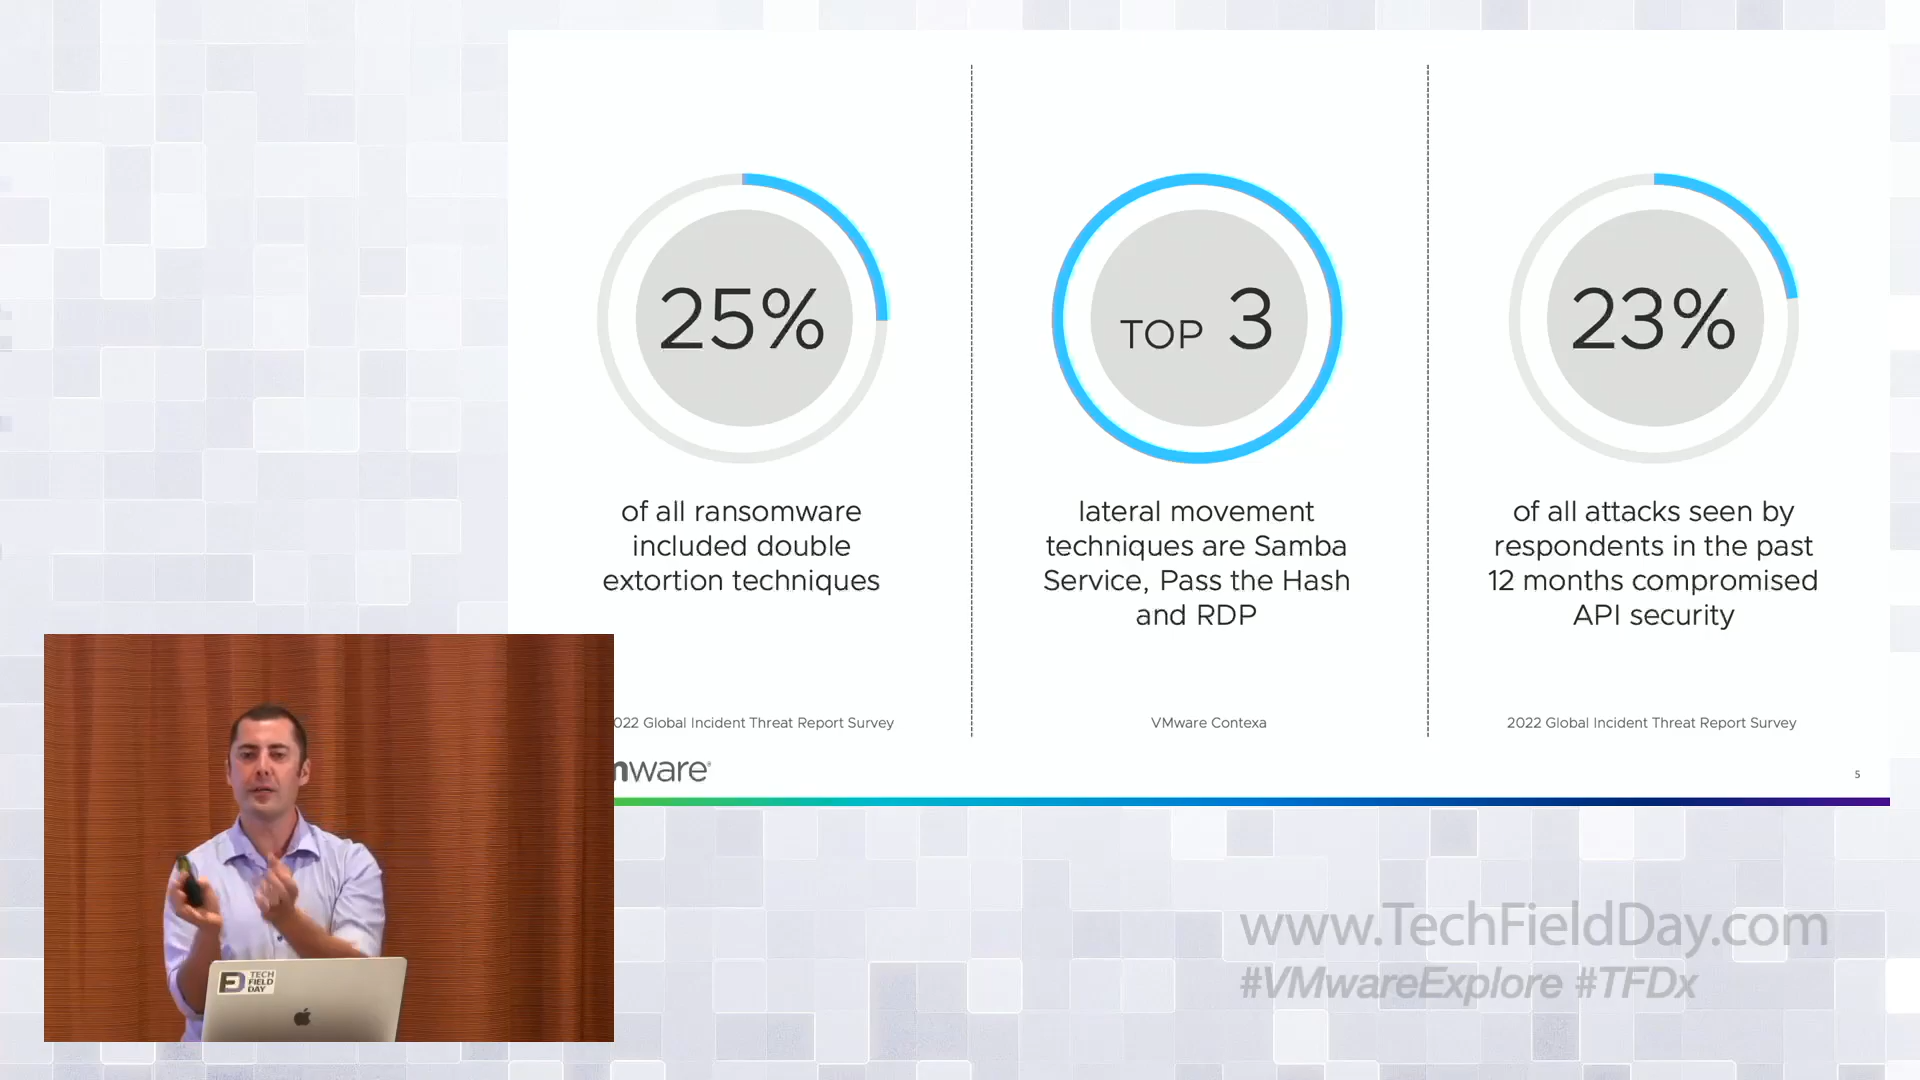 25%
of all ransomware
included double
extortion techniques
022 Global Incident Threat Report Survey
TOP 3
lateral movement
techniques are Samba
Service, Pass the Hash
and RDP
VMware Contexa
23%
of all attacks seen by
respondents in the past
12 months compromised
API security
2022 Global Incident Threat Report Survey
mware®
5
TECH
FIELD
DAY
www.TechFieldDay.com
#VMwareExplore #TFDx